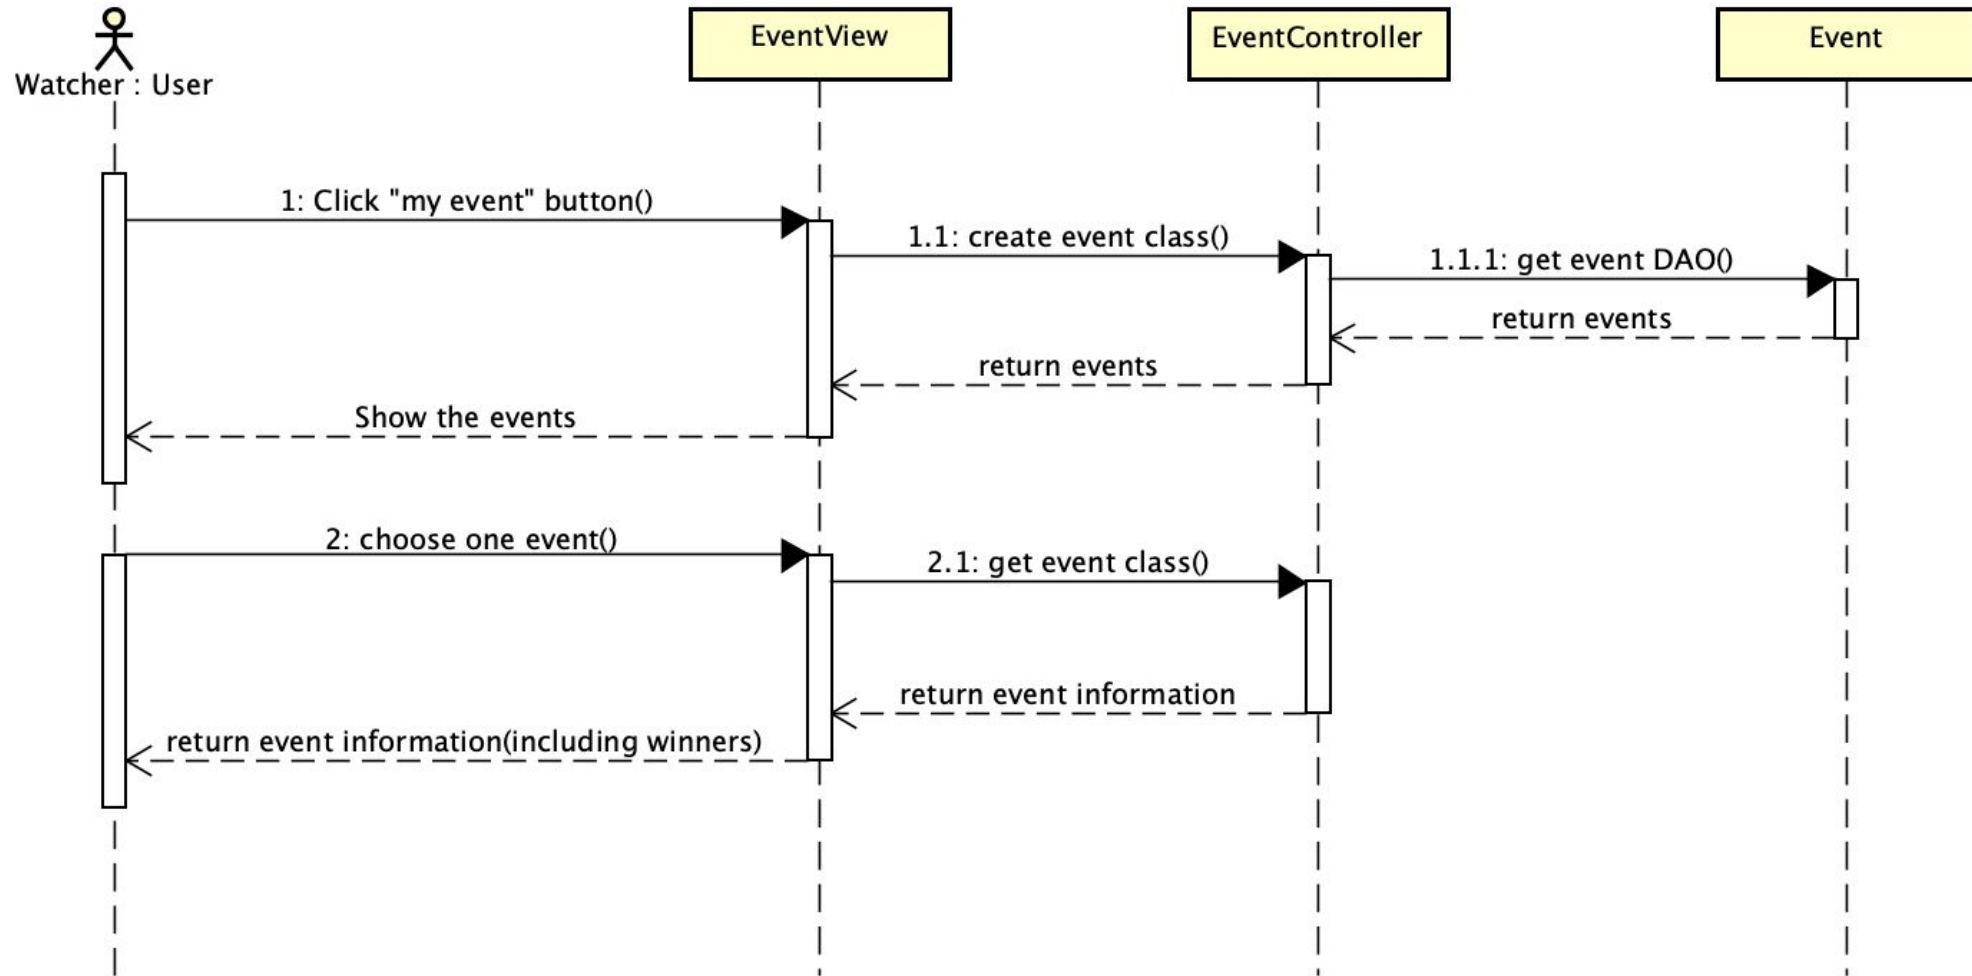 EventView
EventController
Event
Watcher : User
1: Click "my event" button()
1.1: create event class()
1.1.1: get event DAO()
return events
return events
Show the events
2: choose one event()
2.1: get event class()
return event information
return event information(including winners)